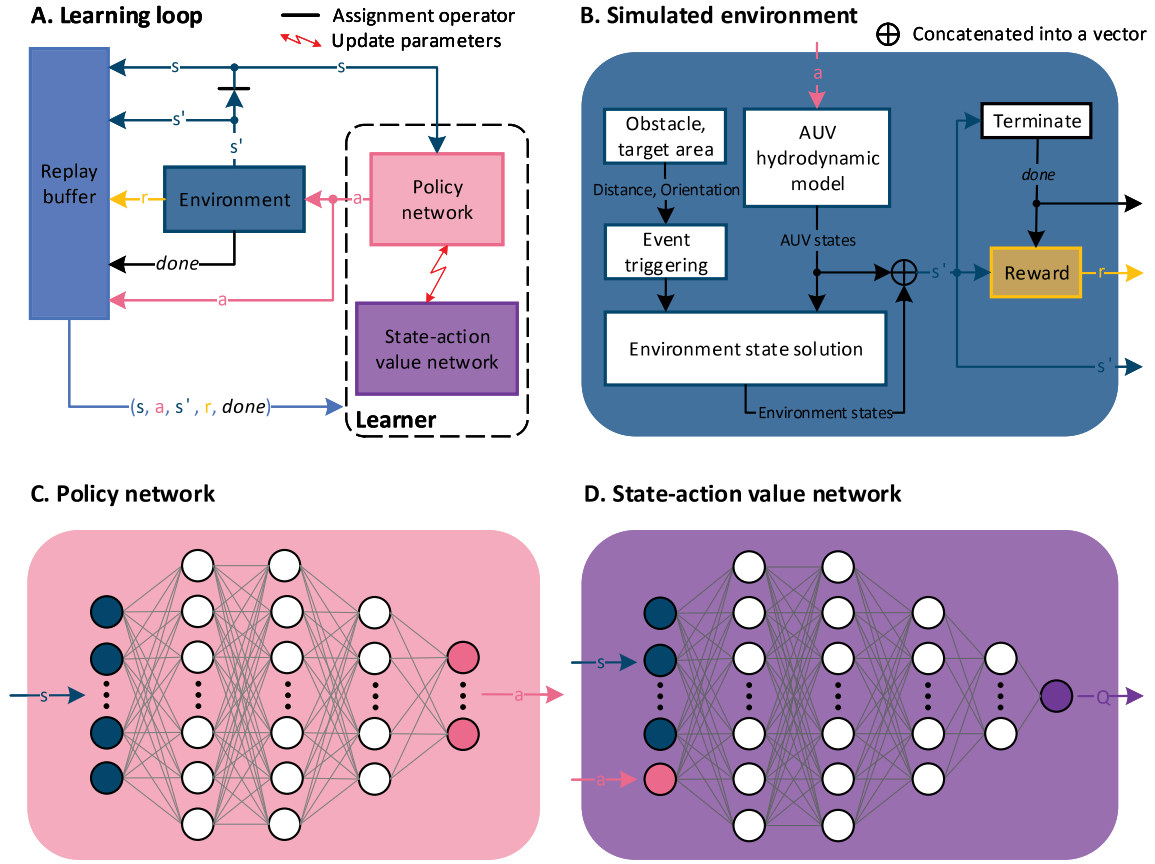 A. Learning loop
Assignment operator
Update parameters
s
s
s'
s'
Replay
buffer
r
Environment
a
Policy
network
done
a
State-action
value network
(s, a, s', r, done)
Learner
B. Simulated environment
Concatenated into a vector
a
Obstacle,
target area
AUV
hydrodynamic
model
Terminate
Distance, Orientation
done
Event
triggering
AUV states
s'
Reward
r
Environment state solution
s'
Environment states
C. Policy network
s
a
D. State-action value network
s
a
Q